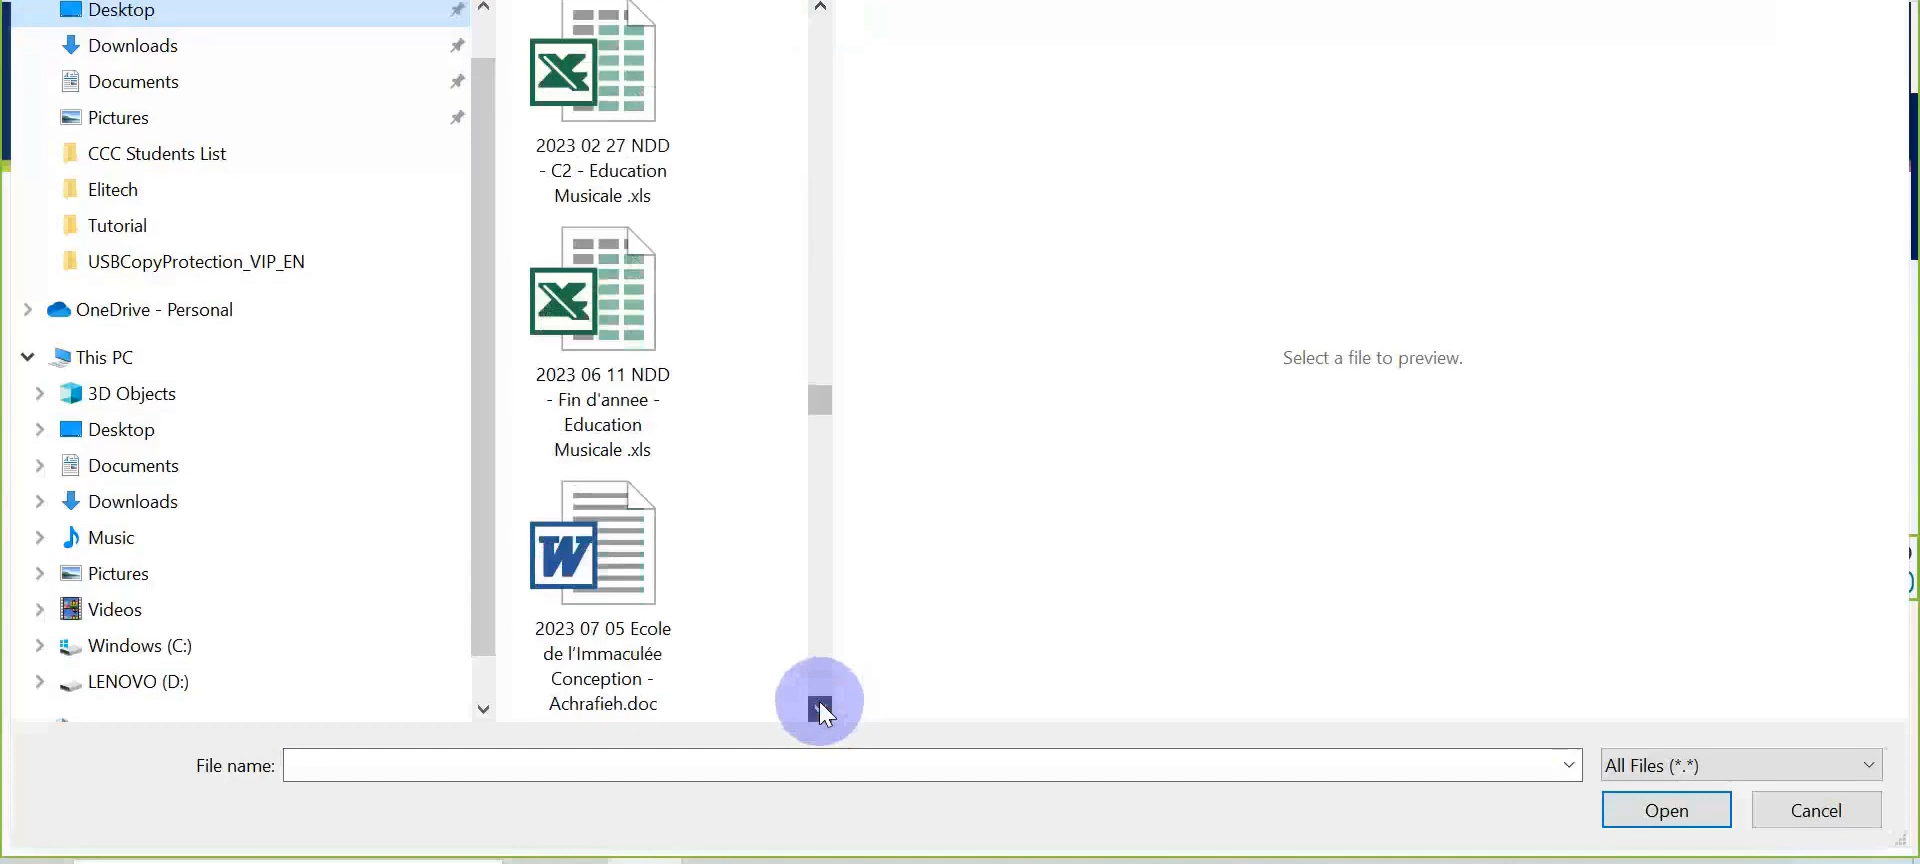 Desktop
Downloads
Documents
Pictures
CCC Students List
Elitech
Tutorial
USBCopyProtection_VIP_EN
OneDrive - Personal
This PC
3D Objects
Desktop
Documents
Downloads
Music
Pictures
Videos
Windows (C:)
LENOVO (D:)
2023 02 27 NDD
- C2 - Education
Musicale .xls
2023 06 11 NDD
- Fin d'annee -
Education
Musicale .xls
2023 07 05 Ecole
de l'Immaculée
Conception -
Achrafieh.doc
Select a file to preview.
File name:
All Files (*.*)
Open
Cancel